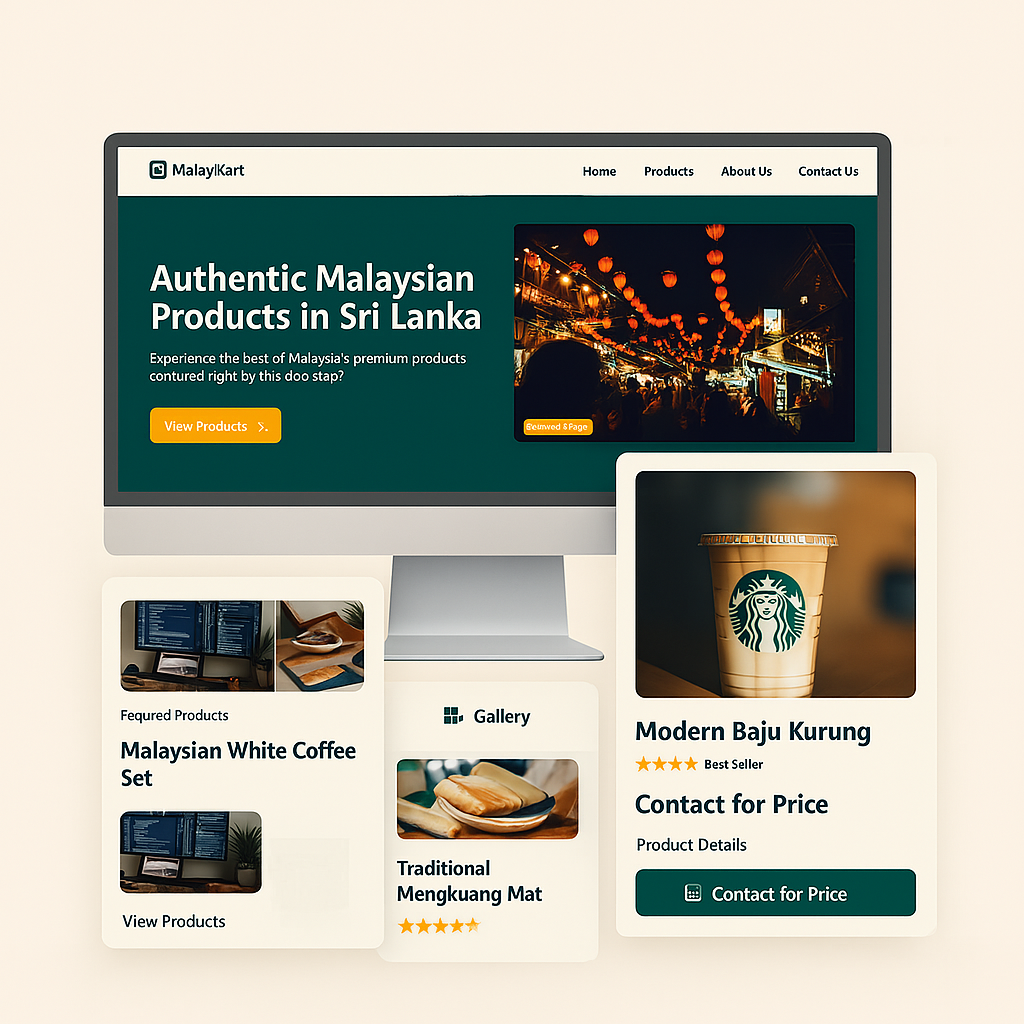 MalayKart
Home Products About Us Contact Us
Authentic Malaysian
Products in Sri Lanka
Experience the best of Malaysia's premium products
contured right by this doo stap?
View Products
&Page
Fequred Products
Malaysian White Coffee
Set
View Products
Gallery
Traditional
Mengkuang Mat
Modern Baju Kurung
Best Seller
Contact for Price
Product Details
Contact for Price